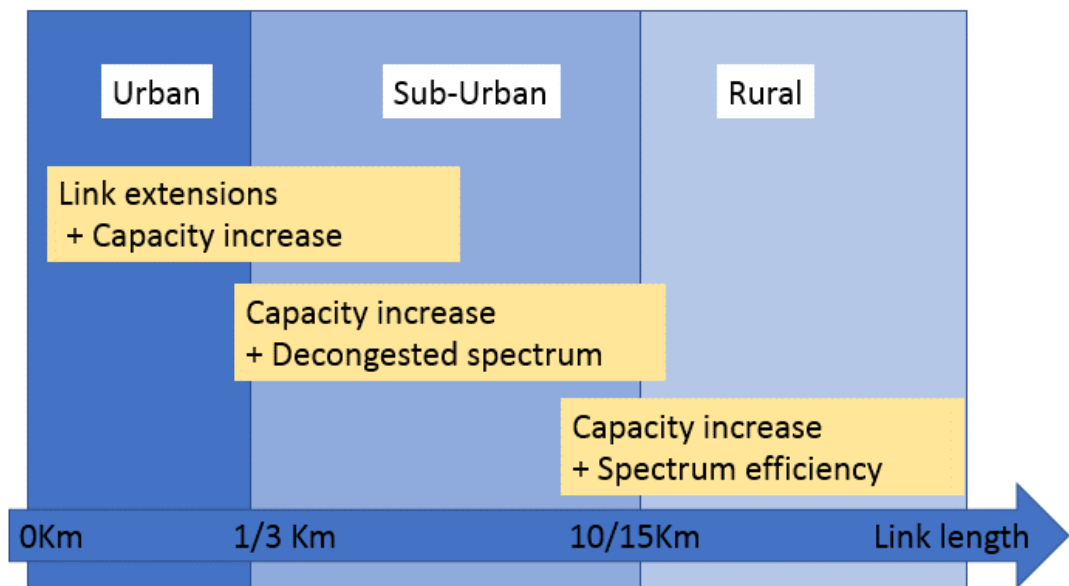 Urban
Sub-Urban
Rural
Link extensions
+ Capacity increase
Capacity increase
+ Decongested spectrum
Capacity increase
+ Spectrum efficiency
0Km
1/3 Km
10/15Km
Link length